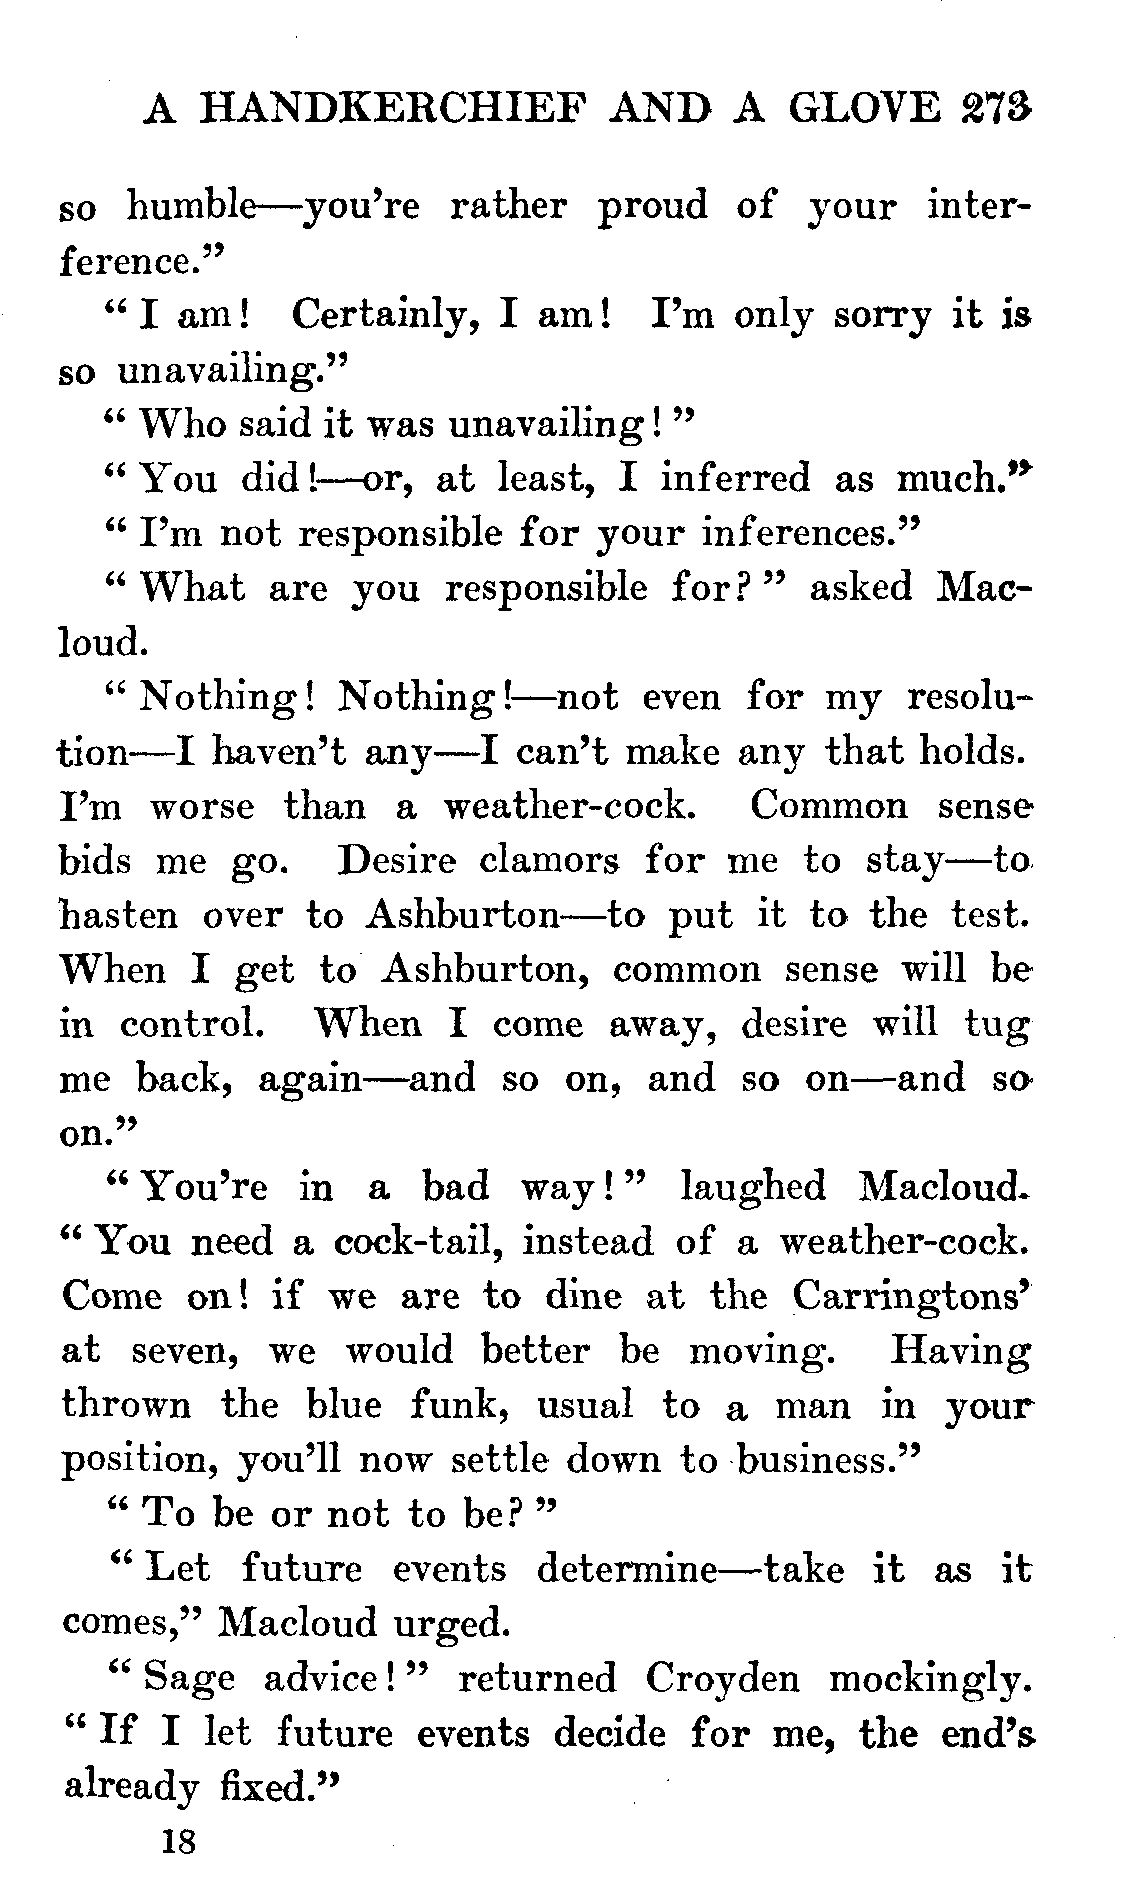 A HANDKERCHIEF AND A GLOVE 273
so humble—you're rather proud of your inter-
ference."
" I am! Certainly, I am! I'm only sorry it is
so unavailing."
" Who said it was unavailing! "
" You did!—or, at least, I inferred as much."
" I'm not responsible for your inferences."
" What are you responsible for? " asked Mac-
loud.
" Nothing! Nothing!—not even for my resolu-
tion—I haven't any—I can't make any that holds.
I'm worse than a weather-cock. Common sense
bids me go. Desire clamors for me to stay—to
hasten over to Ashburton—to put it to the test.
When I get to Ashburton, common sense will be
in control. When I come away, desire will tug
me back, again—and so on, and so on—and so
on."
" You're in a bad way! " laughed Macloud.
" You need a cock-tail, instead of a weather-cock.
Come on! if we are to dine at the Carringtons'
at seven, we would better be moving. Having
thrown the blue funk, usual to a man in your
position, you'll now settle down to business."
" To be or not to be? "
" Let future events determine—take it as it
comes," Macloud urged.
" Sage advice! " returned Croyden mockingly.
" If I let future events decide for me, the end's
already fixed."
18